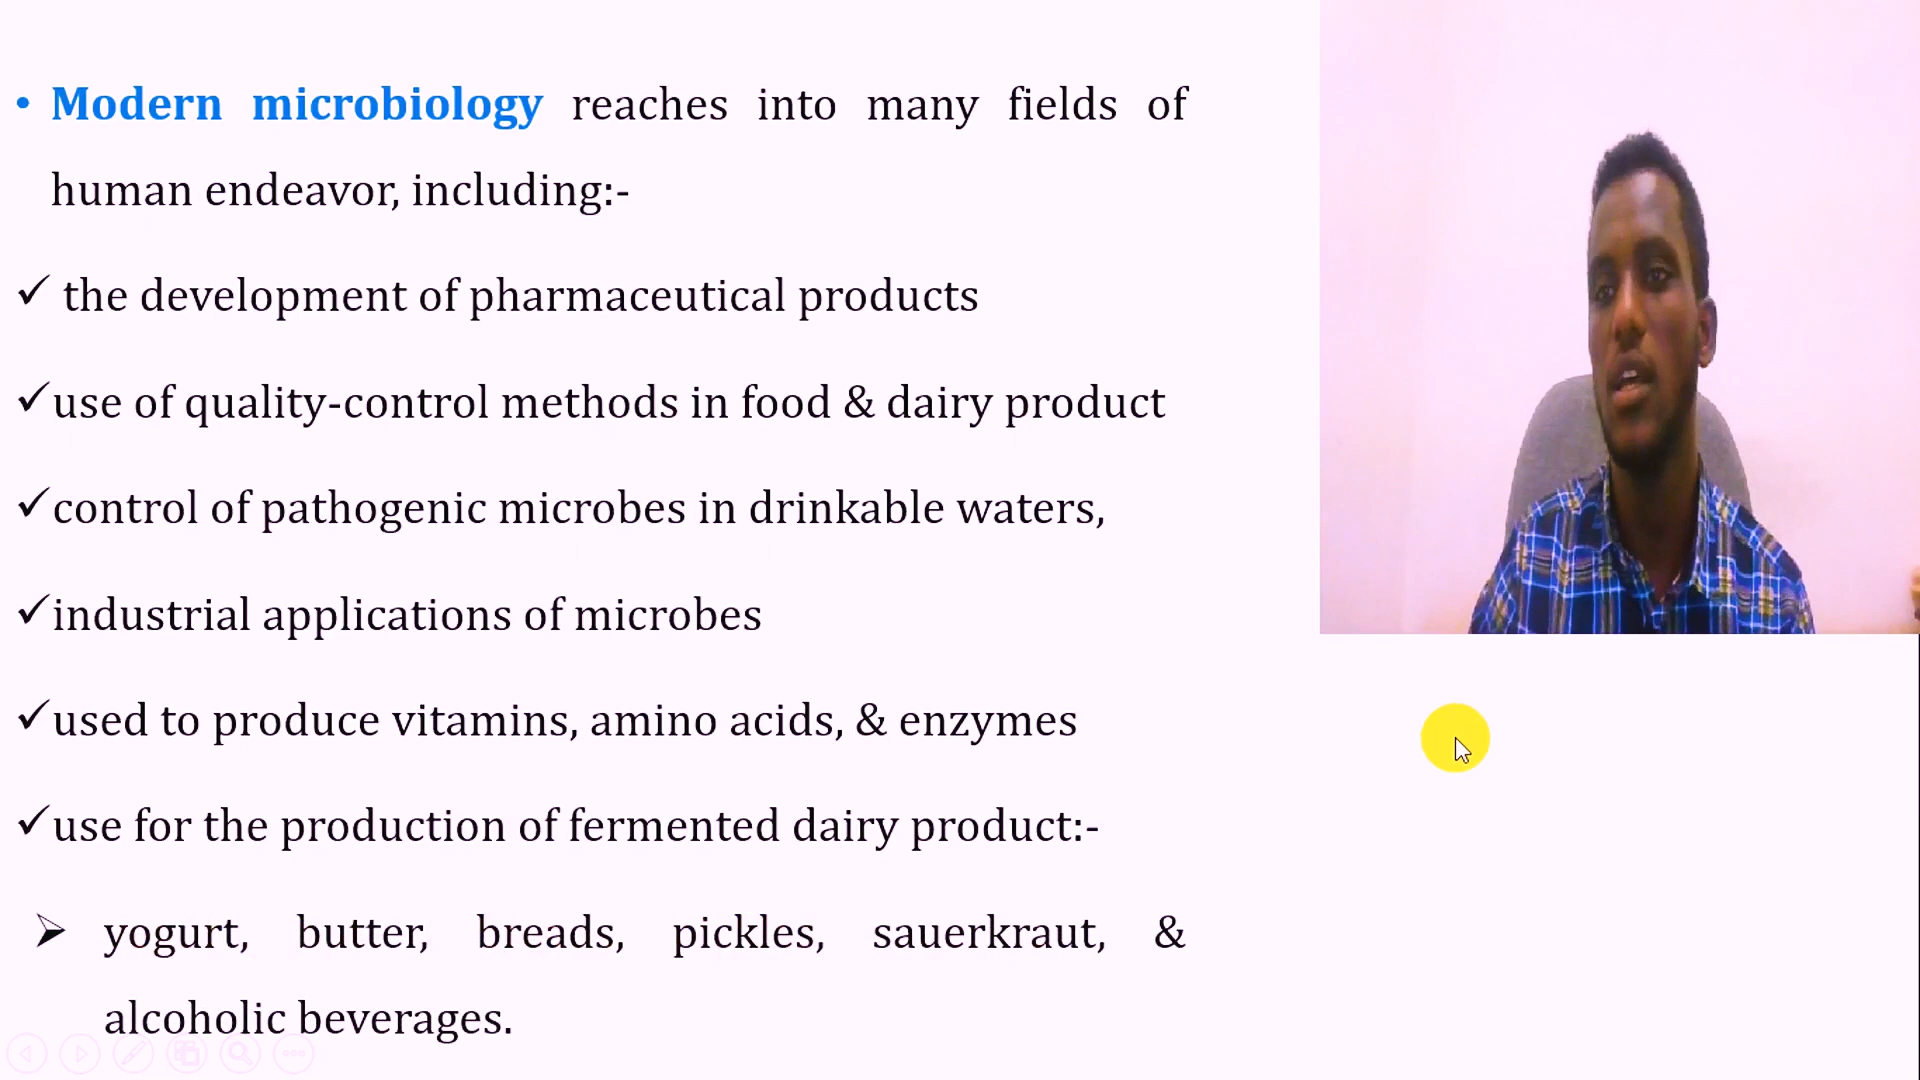 • Modern microbiology reaches into many fields of
human endeavor, including:-
✓ the development of pharmaceutical products
✓use of quality-control methods in food & dairy product
✓control of pathogenic microbes in drinkable waters,
✓industrial applications of microbes
✓used to produce vitamins, amino acids, & enzymes
✓use for the production of fermented dairy product:-
➢ yogurt, butter, breads, pickles, sauerkraut, &
alcoholic beverages.